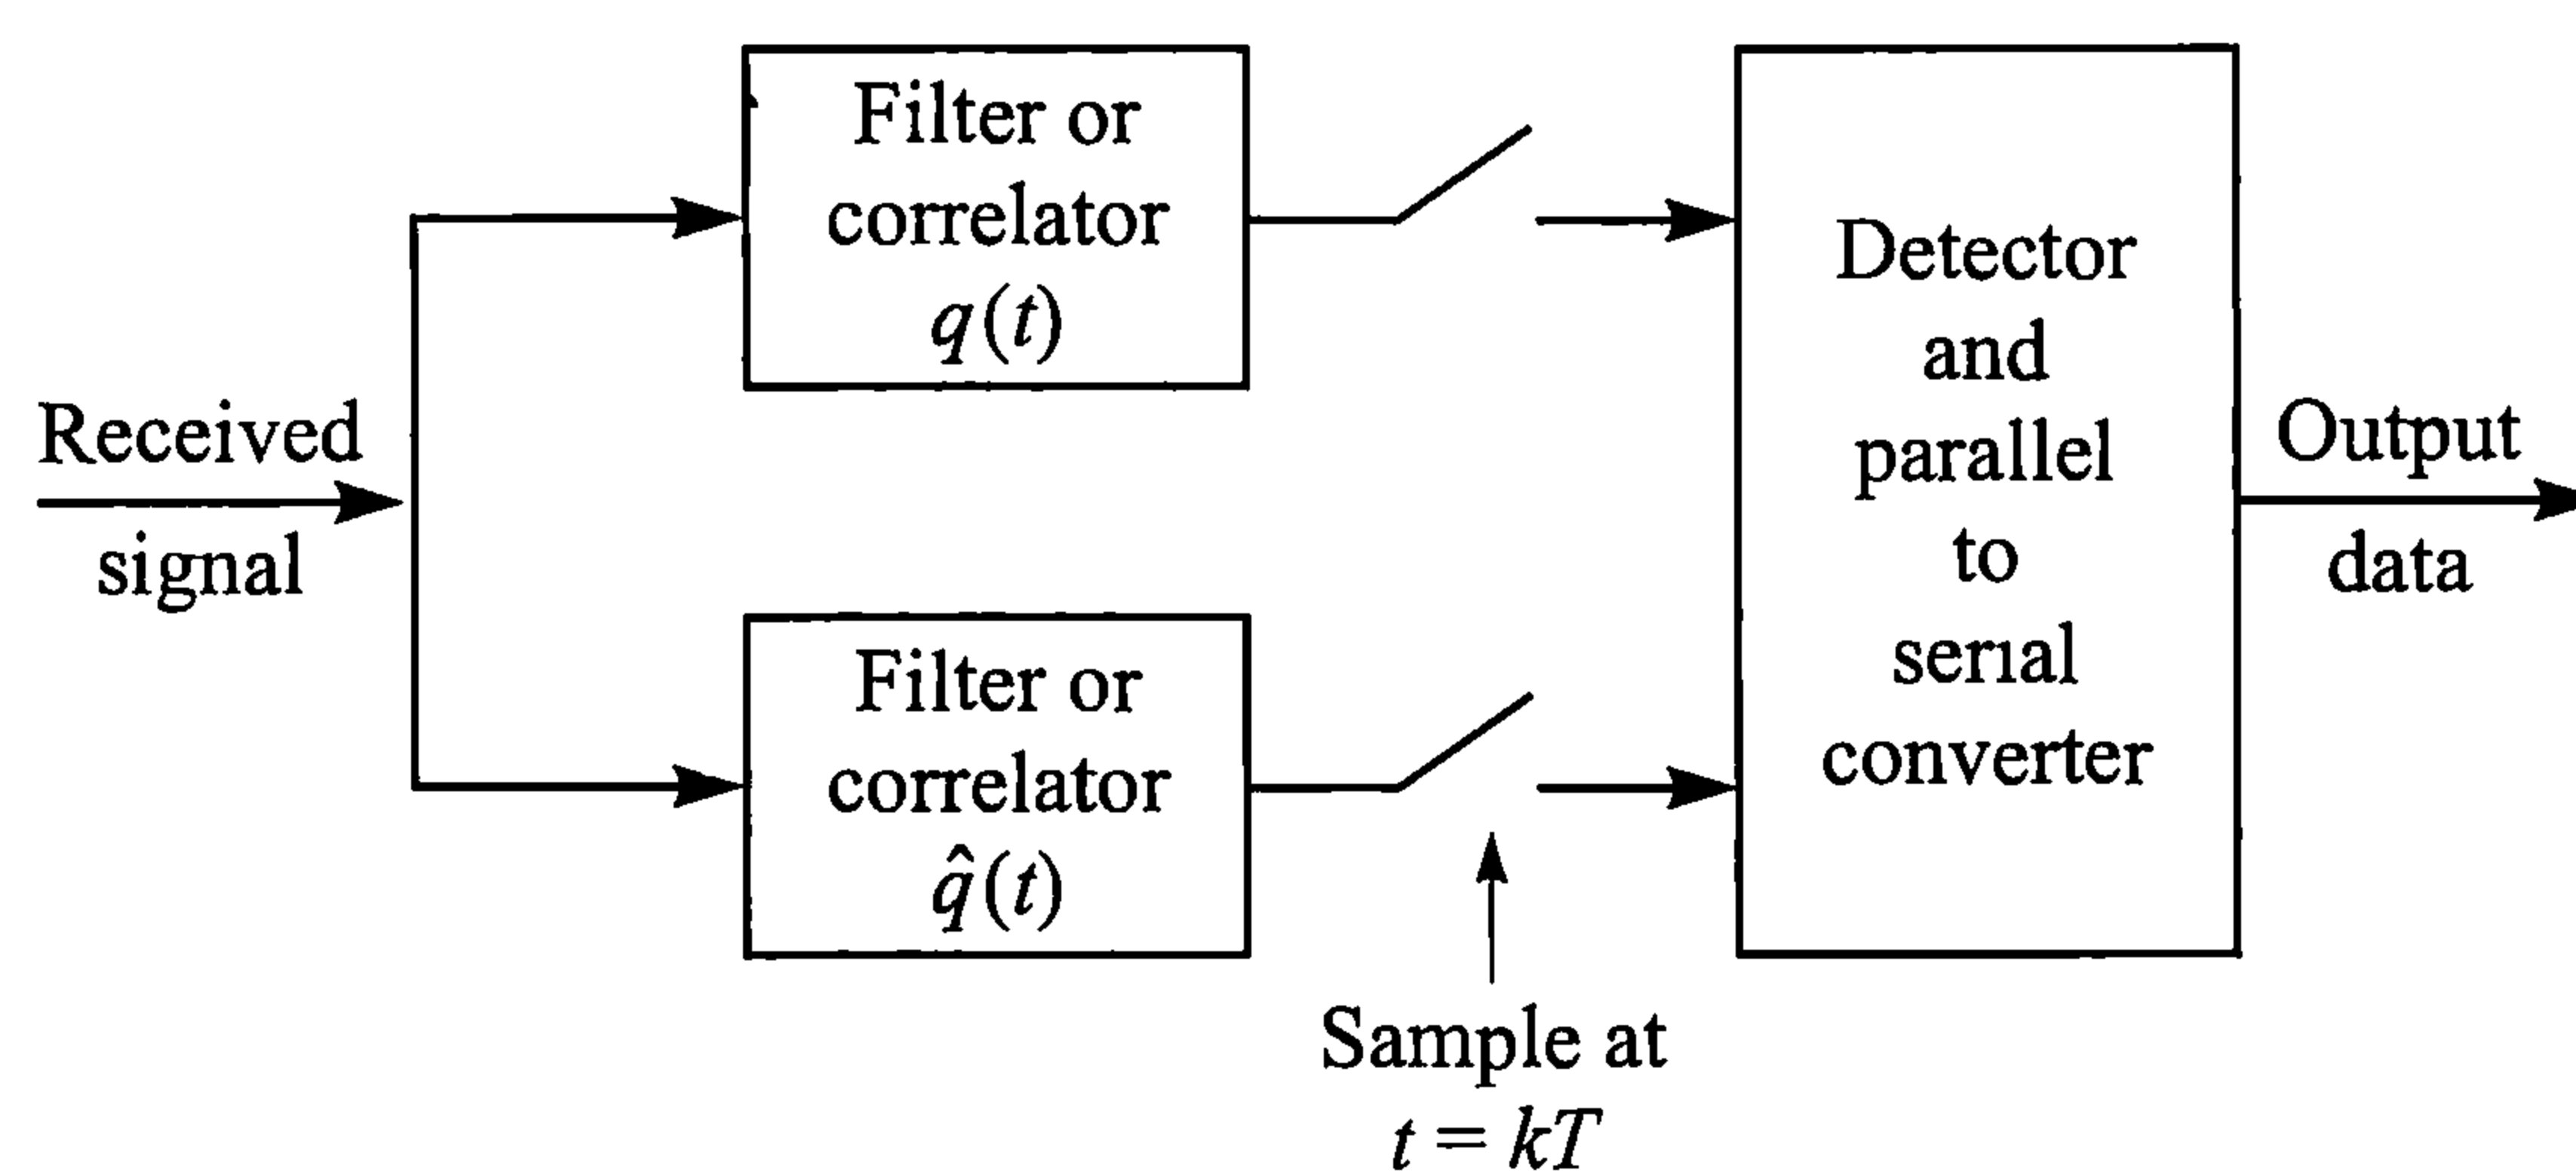 Received
signal
Filter or
correlator
q(t)
Filter or
correlator
q̂(t)
Sample at
t = kT
Detector
and
parallel
to
serial
converter
Output
data